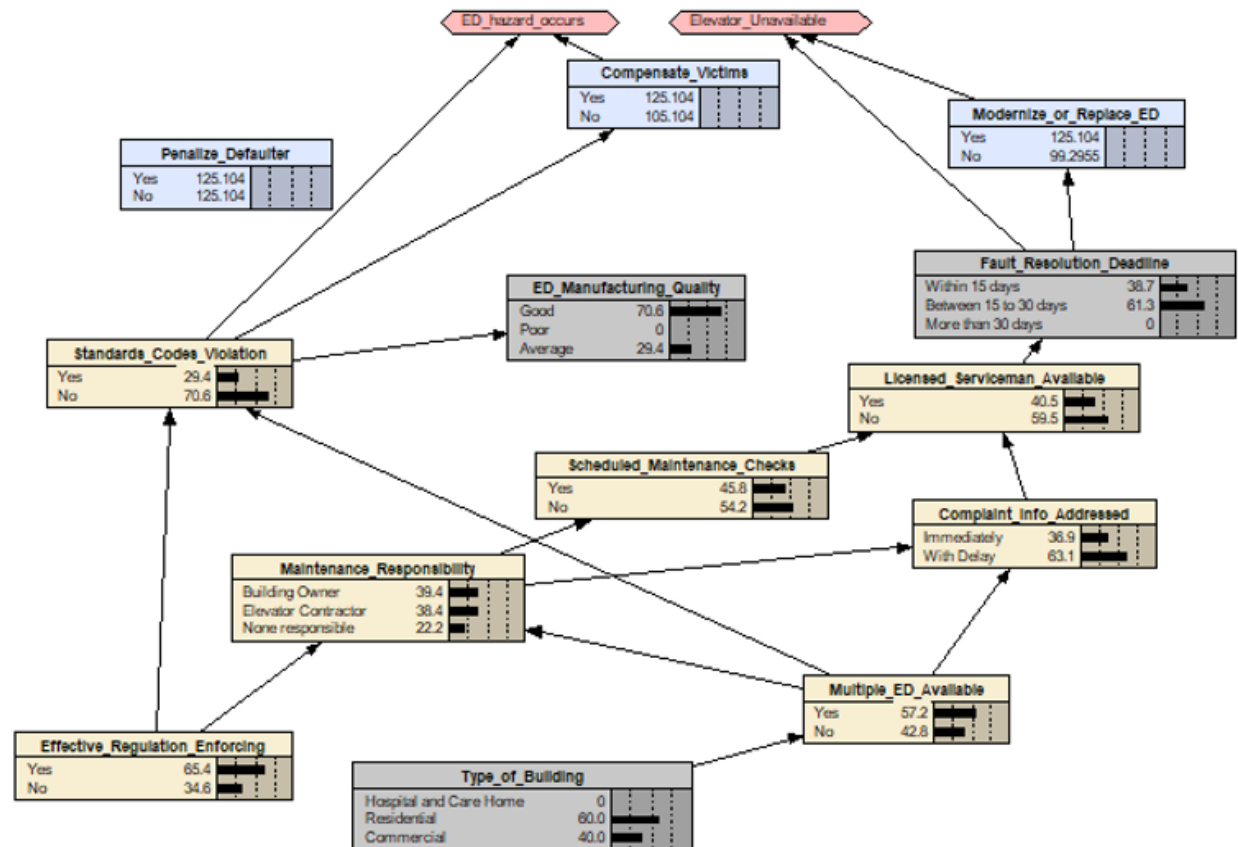 ED_hazard_occurs
Elevator_Unavailable
Compensate_Victims
Yes 125.104
No 105.104
Modernize_or_Replace_ED
Yes 125.104
No 99.2955
Penalize_Defaulter
Yes 125.104
No 125.104
Fault_Resolution_Deadline
Within 15 days 38.7
Between 15 to 30 days 61.3
More than 30 days 0
ED_Manufacturing_Quality
Good 70.6
Poor 0
Average 29.4
Standards_Codes_Violation
Yes 29.4
No 70.6
Licensed_Serviceman_Available
Yes 40.5
No 59.5
Scheduled_Maintenance_Checks
Yes 45.8
No 54.2
Complaint_Info_Addressed
Immediately 36.9
With Delay 63.1
Maintenance_Responsibility
Building Owner 39.4
Elevator Contractor 38.4
None responsible 22.2
Multiple_ED_Available
Yes 57.2
No 42.8
Effective_Regulation_Enforcing
Yes 65.4
No 34.6
Type_of_Building
Hospital and Care Home 0
Residential 60.0
Commercial 40.0